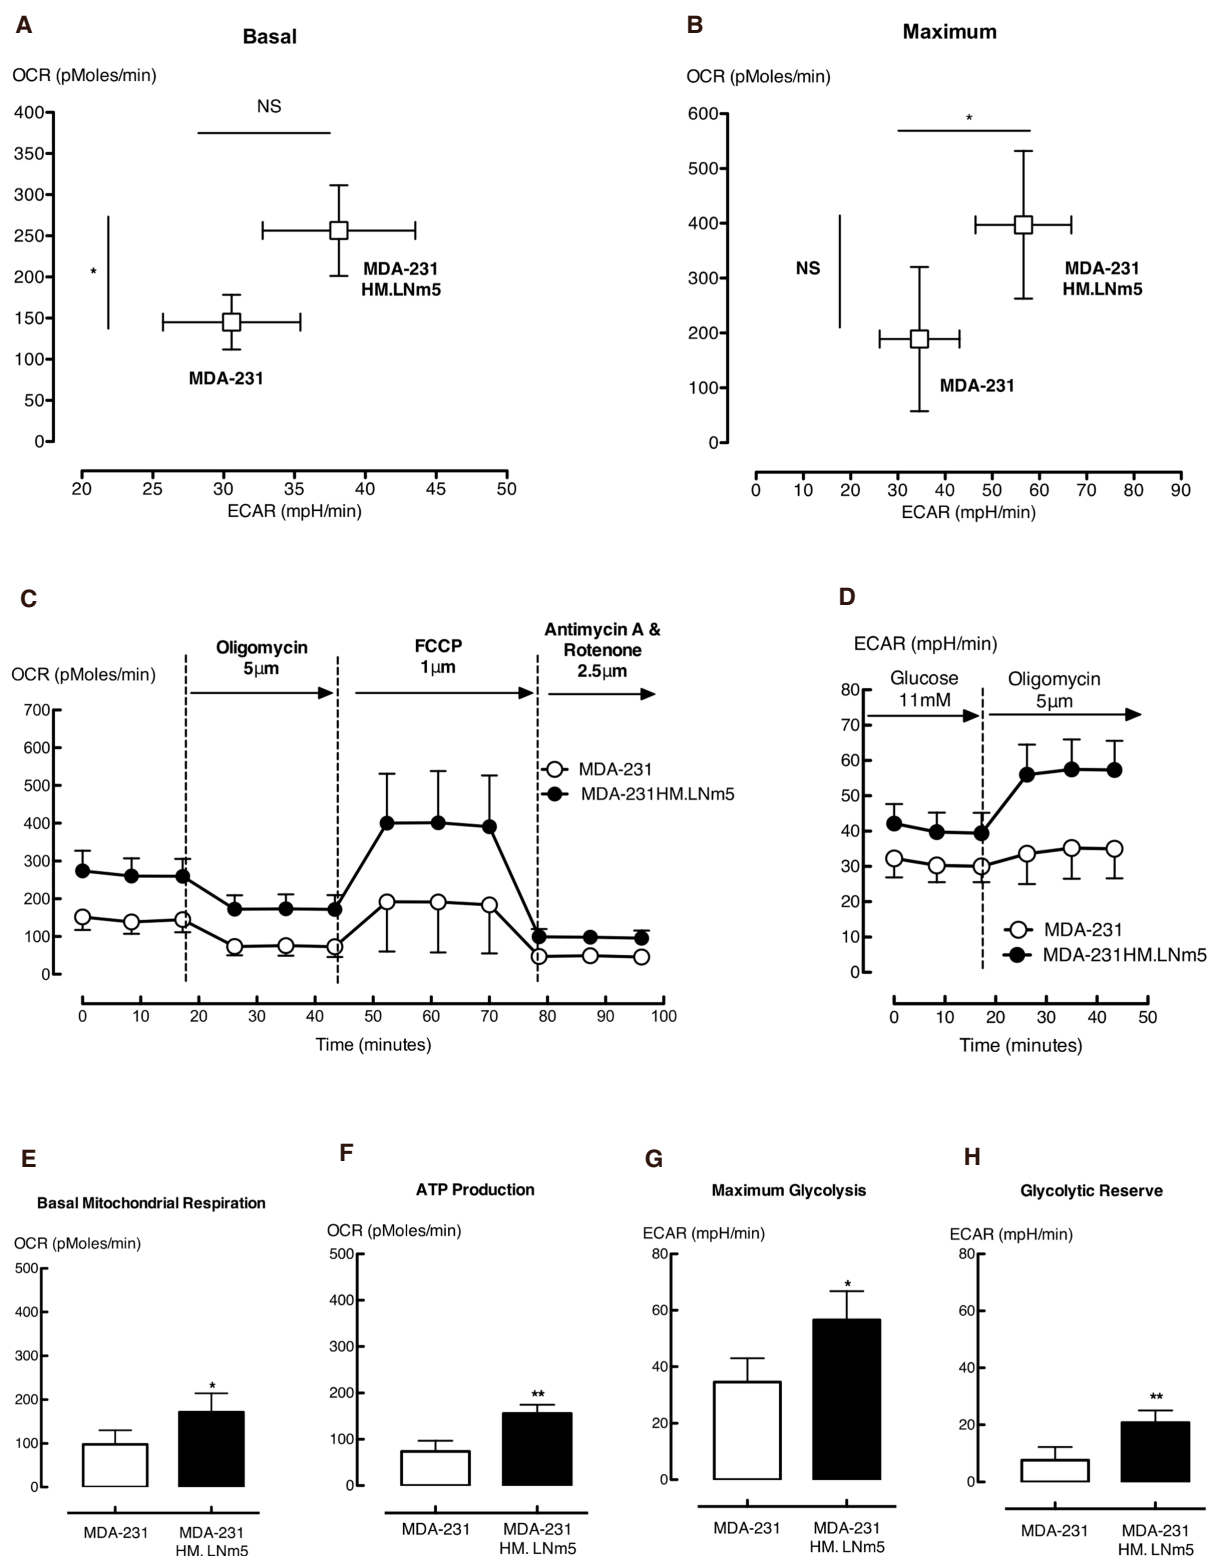 A
Basal
OCR (pMoles/min)
NS
400
350
300
250
200
150
100
50
0
*
MDA-231
HM.LNm5
MDA-231
20 25 30 35 40 45 50
ECAR (mpH/min)
B
Maximum
OCR (pMoles/min)
*
600
500
400
300
200
100
0
NS
MDA-231
HM.LNm5
MDA-231
0 10 20 30 40 50 60 70 80 90
ECAR (mpH/min)
C
OCR (pMoles/min)
Oligomycin
5µm
FCCP
1µm
Antimycin A &
Rotenone
2.5µm
700
600
500
400
300
200
100
0
MDA-231
MDA-231HM.LNm5
0 10 20 30 40 50 60 70 80 90 100
Time (minutes)
D
ECAR (mpH/min)
Glucose
11mM
Oligomycin
5µm
80
70
60
50
40
30
20
10
0
MDA-231
MDA-231HM.LNm5
0 10 20 30 40 50
Time (minutes)
E
Basal Mitochondrial Respiration
OCR (pMoles/min)
500
400
300
200
100
0
*
MDA-231
MDA-231
HM. LNm5
F
ATP Production
OCR (pMoles/min)
500
400
300
200
100
0
**
MDA-231
MDA-231
HM. LNm5
G
Maximum Glycolysis
ECAR (mpH/min)
80
60
40
20
0
*
MDA-231
MDA-231
HM. LNm5
H
Glycolytic Reserve
ECAR (mpH/min)
80
60
40
20
0
**
MDA-231
MDA-231
HM. LNm5